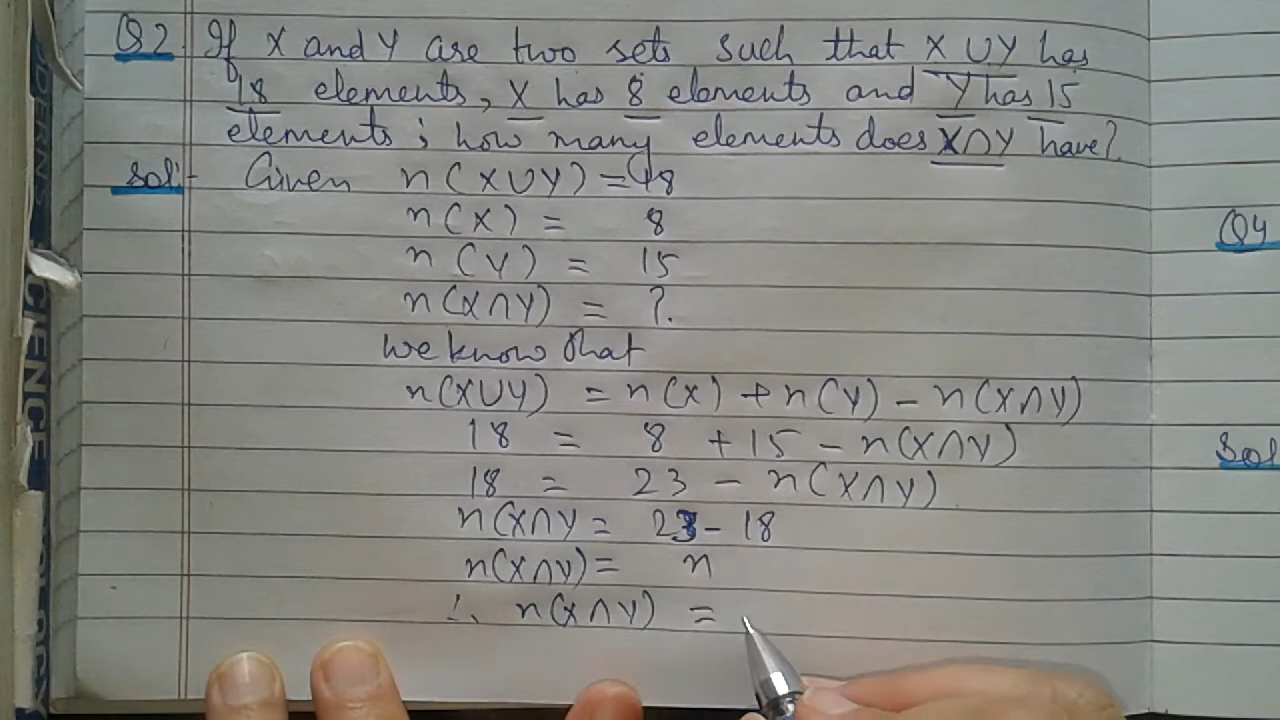 Q2 If X and Y are two sets such that X ∪ Y has
18 elements, X has 8 elements and Y has 15
elements ; how many elements does X∩Y have?
Sol:- Given n(X∪Y) = 18
n(X) = 8
n(Y) = 15
n(X∩Y) = ?.
We know that
n(X∪Y) = n(X) + n(Y) - n(X∩Y)
18 = 8 + 15 - n(X∩Y)
18 = 23 - n(X∩Y)
n(X∩Y = 23 - 18
n(X∩Y) = n
∴ n(X∩Y) =
Q4
Sol
SCIENCE